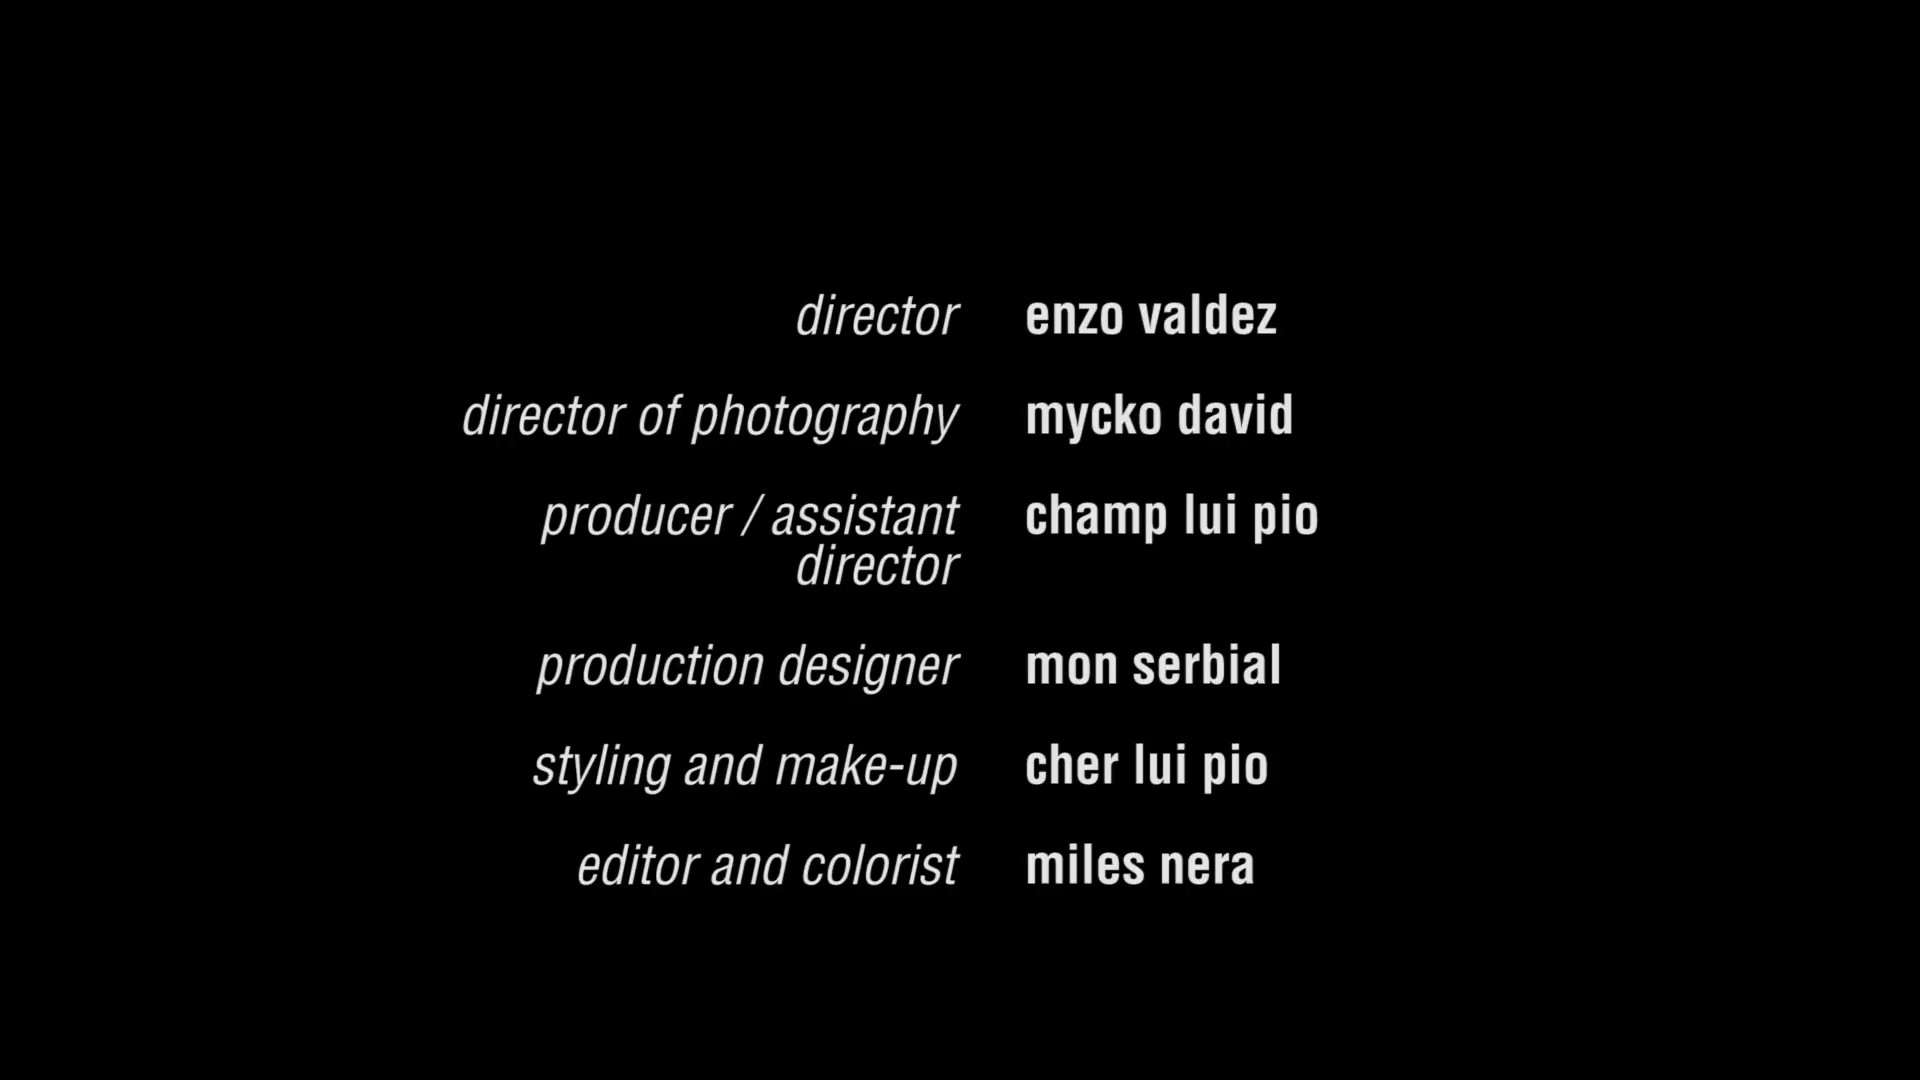 director enzo valdez
director of photography mycko david
producer / assistant champ lui pio
director
production designer mon serbial
styling and make-up cher lui pio
editor and colorist miles nera